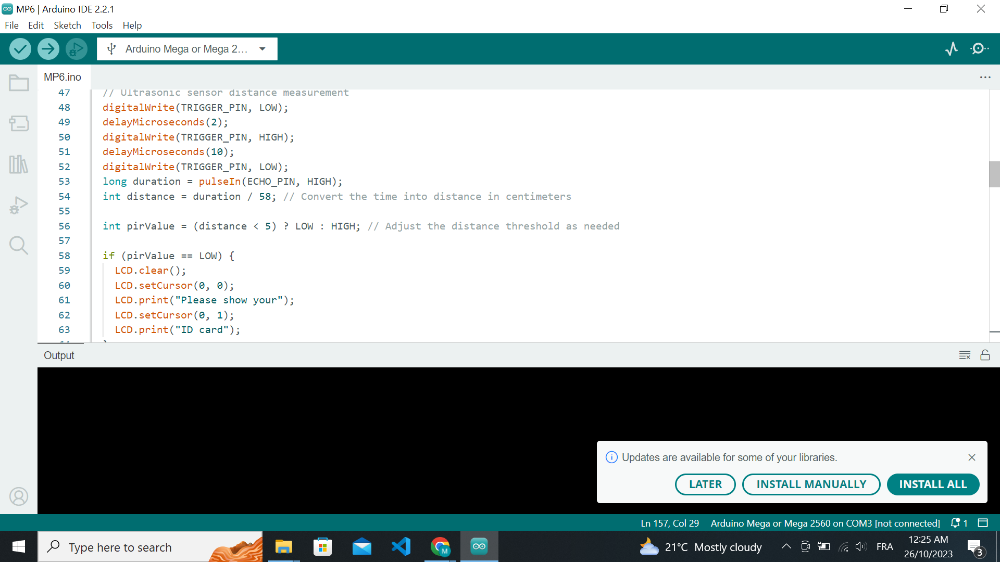 MP6 | Arduino IDE 2.2.1
File Edit Sketch Tools Help
Arduino Mega or Mega 2...
MP6.ino
47 // Ultrasonic sensor distance measurement
48 digitalWrite(TRIGGER_PIN, LOW);
49 delayMicroseconds(2);
50 digitalWrite(TRIGGER_PIN, HIGH);
51 delayMicroseconds(10);
52 digitalWrite(TRIGGER_PIN, LOW);
53 long duration = pulseIn(ECHO_PIN, HIGH);
54 int distance = duration / 58; // Convert the time into distance in centimeters
55
56 int pirValue = (distance < 5) ? LOW : HIGH; // Adjust the distance threshold as needed
57
58 if (pirValue == LOW) {
59 LCD.clear();
60 LCD.setCursor(0, 0);
61 LCD.print("Please show your");
62 LCD.setCursor(0, 1);
63 LCD.print("ID card");
Output
Updates are available for some of your libraries.
LATER INSTALL MANUALLY INSTALL ALL
Ln 157, Col 29 Arduino Mega or Mega 2560 on COM3 [not connected] 1
Type here to search
M
21°C Mostly cloudy
FRA
12:25 AM
26/10/2023
3